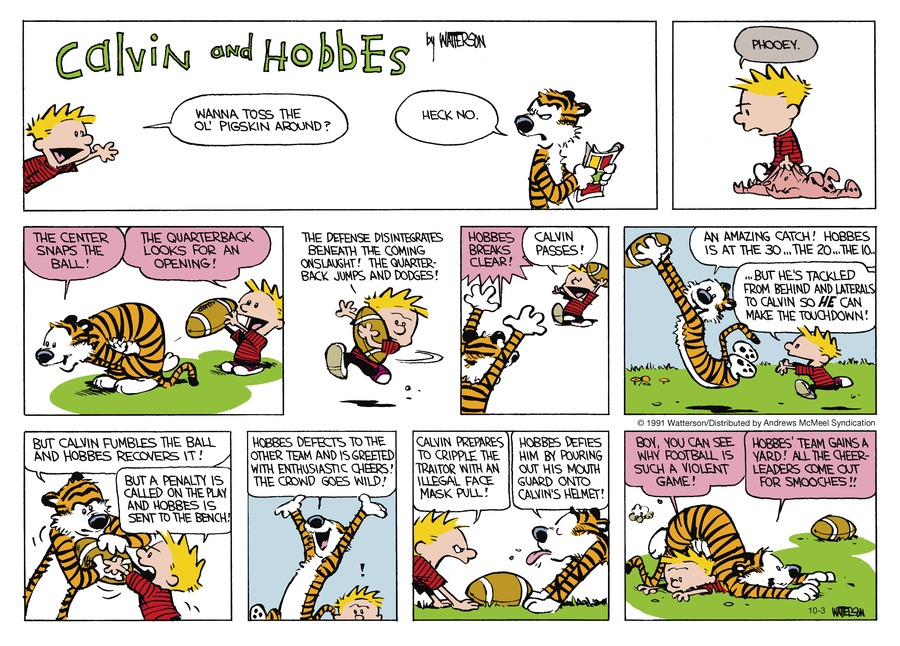 Calvin and Hobbes
by WATTERSON
WANNA TOSS THE
OL' PIGSKIN AROUND?
HECK NO.
PHOOEY.
THE CENTER
SNAPS THE
BALL!
THE QUARTERBACK
LOOKS FOR AN
OPENING!
THE DEFENSE DISINTEGRATES
BENEATH THE COMING
ONSLAUGHT! THE QUARTER-
BACK JUMPS AND DODGES!
HOBBES
BREAKS
CLEAR!
CALVIN
PASSES!
AN AMAZING CATCH! HOBBES
IS AT THE 30...THE 20...THE 10..
...BUT HE'S TACKLED
FROM BEHIND AND LATERALS
TO CALVIN SO HE CAN
MAKE THE TOUCHDOWN!
© 1991 Watterson/Distributed by Andrews McMeel Syndication
BUT CALVIN FUMBLES THE BALL
AND HOBBES RECOVERS IT!
BUT A PENALTY IS
CALLED ON THE PLAY
AND HOBBES IS
SENT TO THE BENCH!
HOBBES DEFECTS TO THE
OTHER TEAM AND IS GREETED
WITH ENTHUSIASTIC CHEERS!
THE CROWD GOES WILD!
!
CALVIN PREPARES
TO CRIPPLE THE
TRAITOR WITH AN
ILLEGAL FACE
MASK PULL!
HOBBES DEFIES
HIM BY POURING
OUT HIS MOUTH
GUARD ONTO
CALVIN'S HELMET!
BOY, YOU CAN SEE
WHY FOOTBALL IS
SUCH A VIOLENT
GAME!
HOBBES' TEAM GAINS A
YARD! ALL THE CHEER-
LEADERS COME OUT
FOR SMOOCHES!!
10-3 WATTERSON